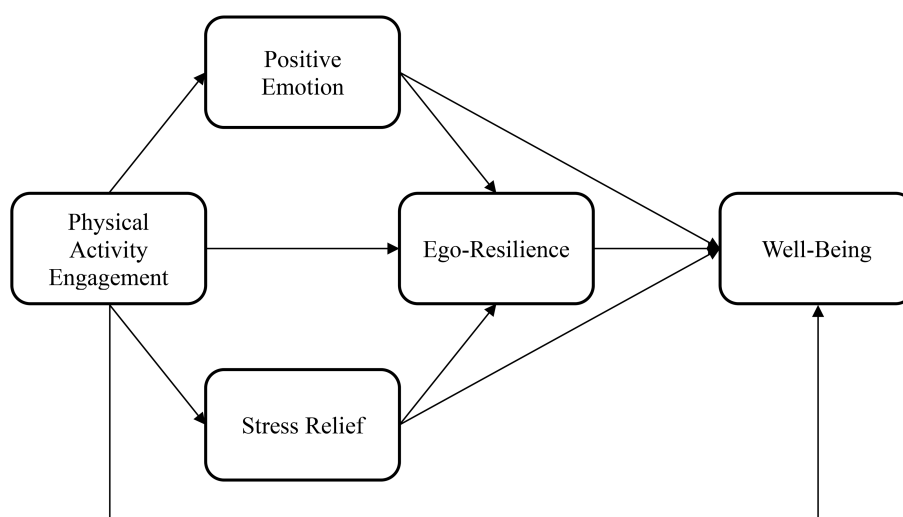 Positive
Emotion
Physical
Activity
Engagement
Ego-Resilience
Well-Being
Stress Relief